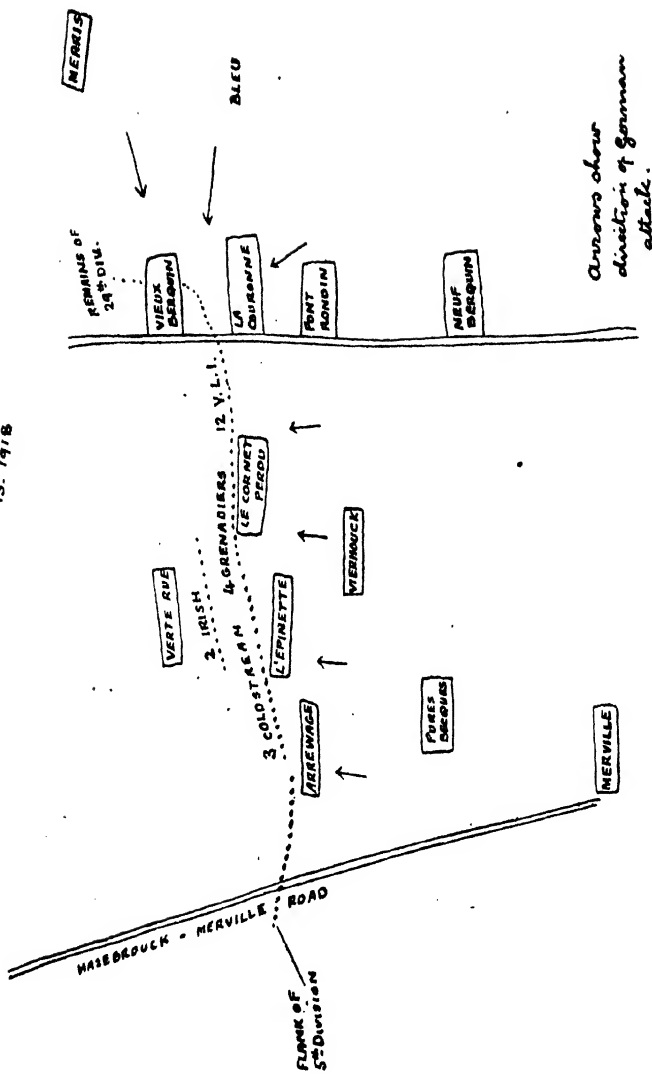 1918
MERRIS
BLEU
REMAINS OF
29th DIV.
VIEUX
BERQUIN
LA
COURONNE
PONT
RONDIN
NEUF
BERQUIN
Arrows show
direction of German
attack.
12 Y.L.I.
4 GRENADIERS
LE CORNET
PERDU
VERTE RUE
2 IRISH
3 COLDSTREAM
L'EPINETTE
VIERHOUCK
ARREWAGE
PURES
BECQUES
MERVILLE
HAZEBROUCK - MERVILLE ROAD
FLANK OF
5th DIVISION